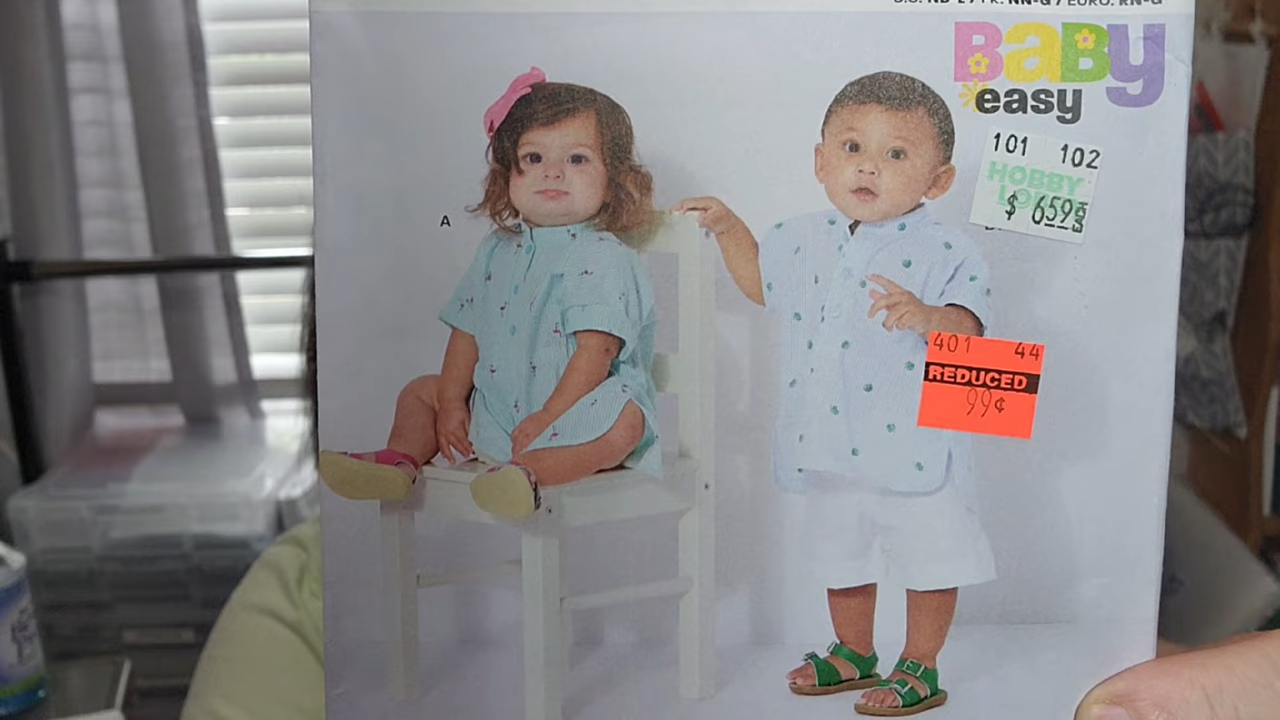 BABY
easy
101 102
HOBBY
$ 6.59
A
401 44
REDUCED
99¢